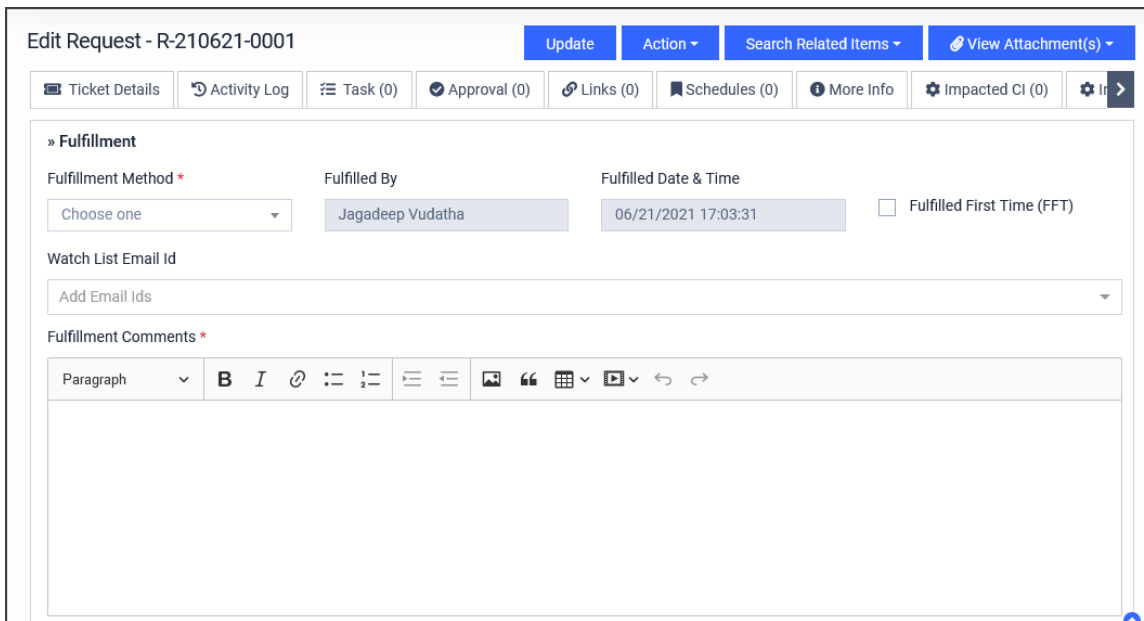 Edit Request - R-210621-0001
Update
Action
Search Related Items
View Attachment(s)
Ticket Details
Activity Log
Task (0)
Approval (0)
Links (0)
Schedules (0)
More Info
Impacted CI (0)
» Fulfillment
Fulfillment Method *
Fulfilled By
Fulfilled Date & Time
Choose one
Jagadeep Vudatha
06/21/2021 17:03:31
Fulfilled First Time (FFT)
Watch List Email Id
Add Email Ids
Fulfillment Comments *
Paragraph